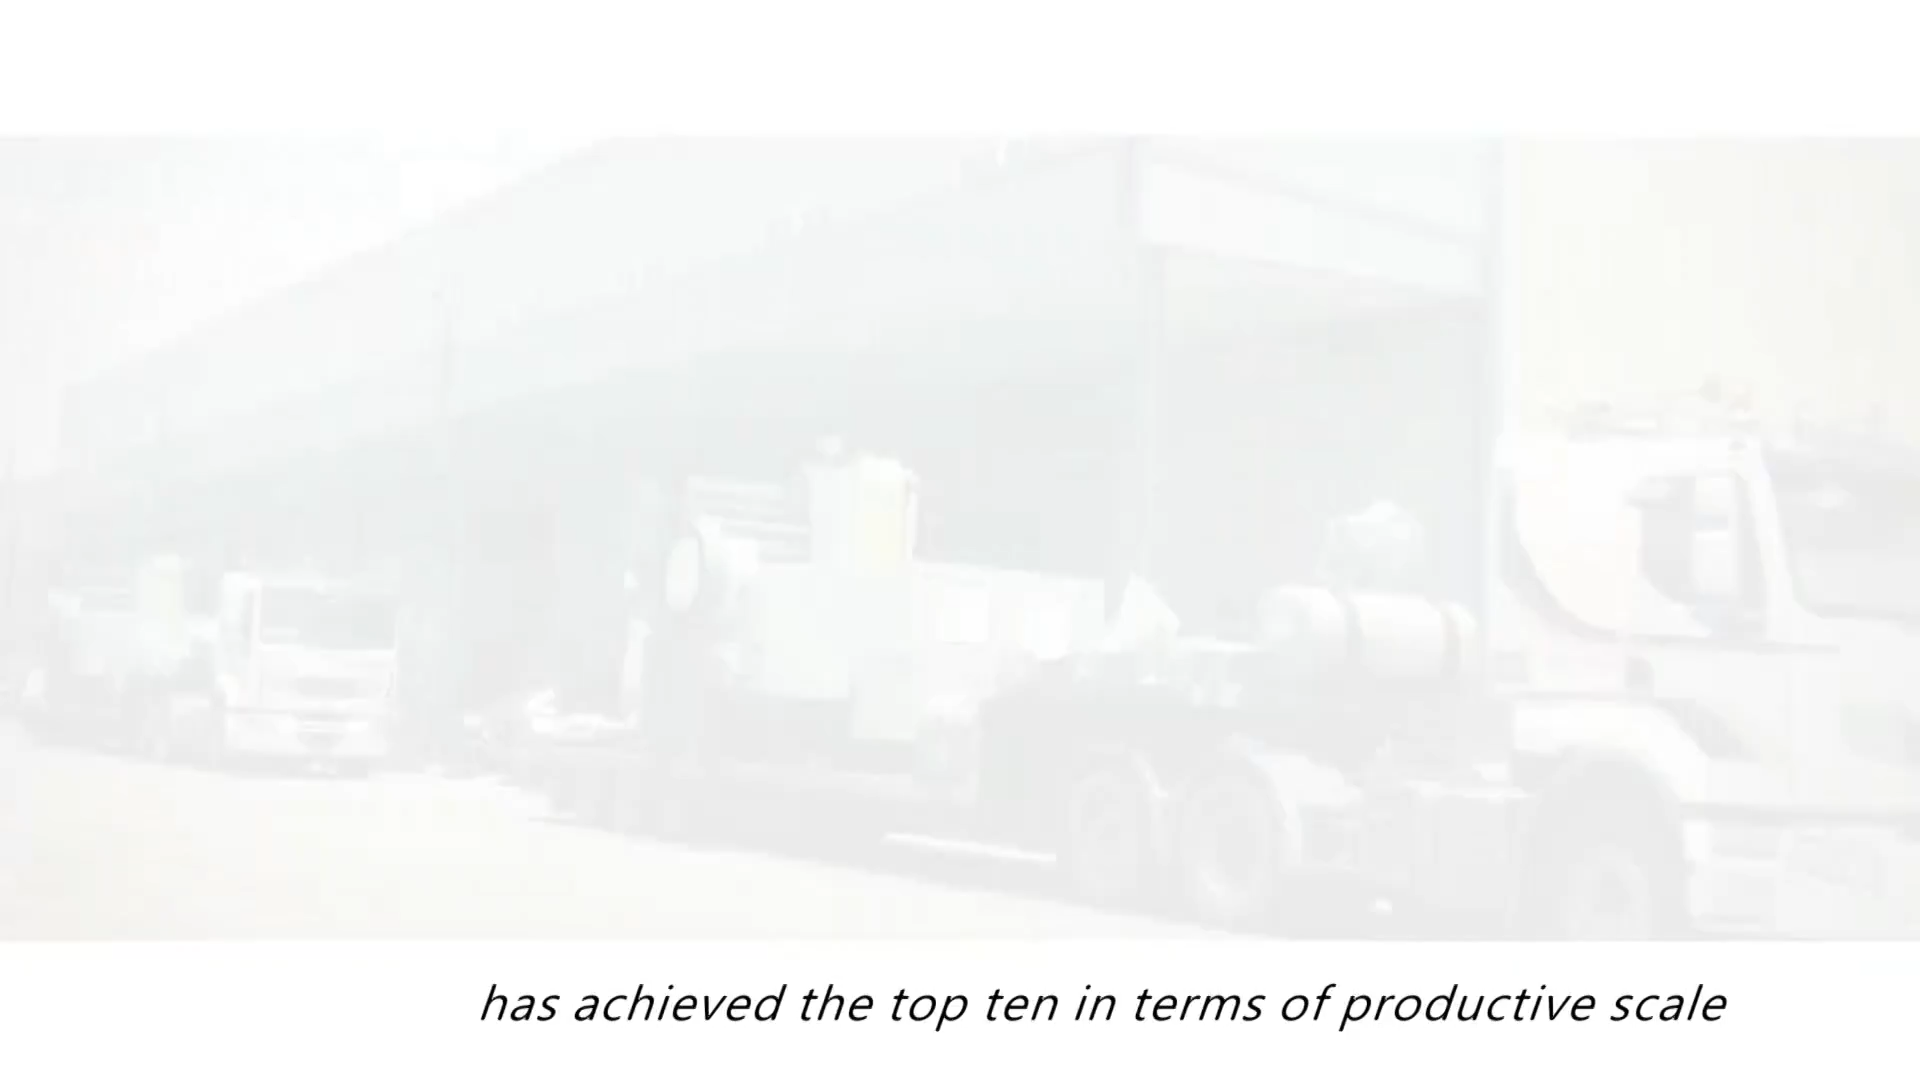 has achieved the top ten in terms of productive scale